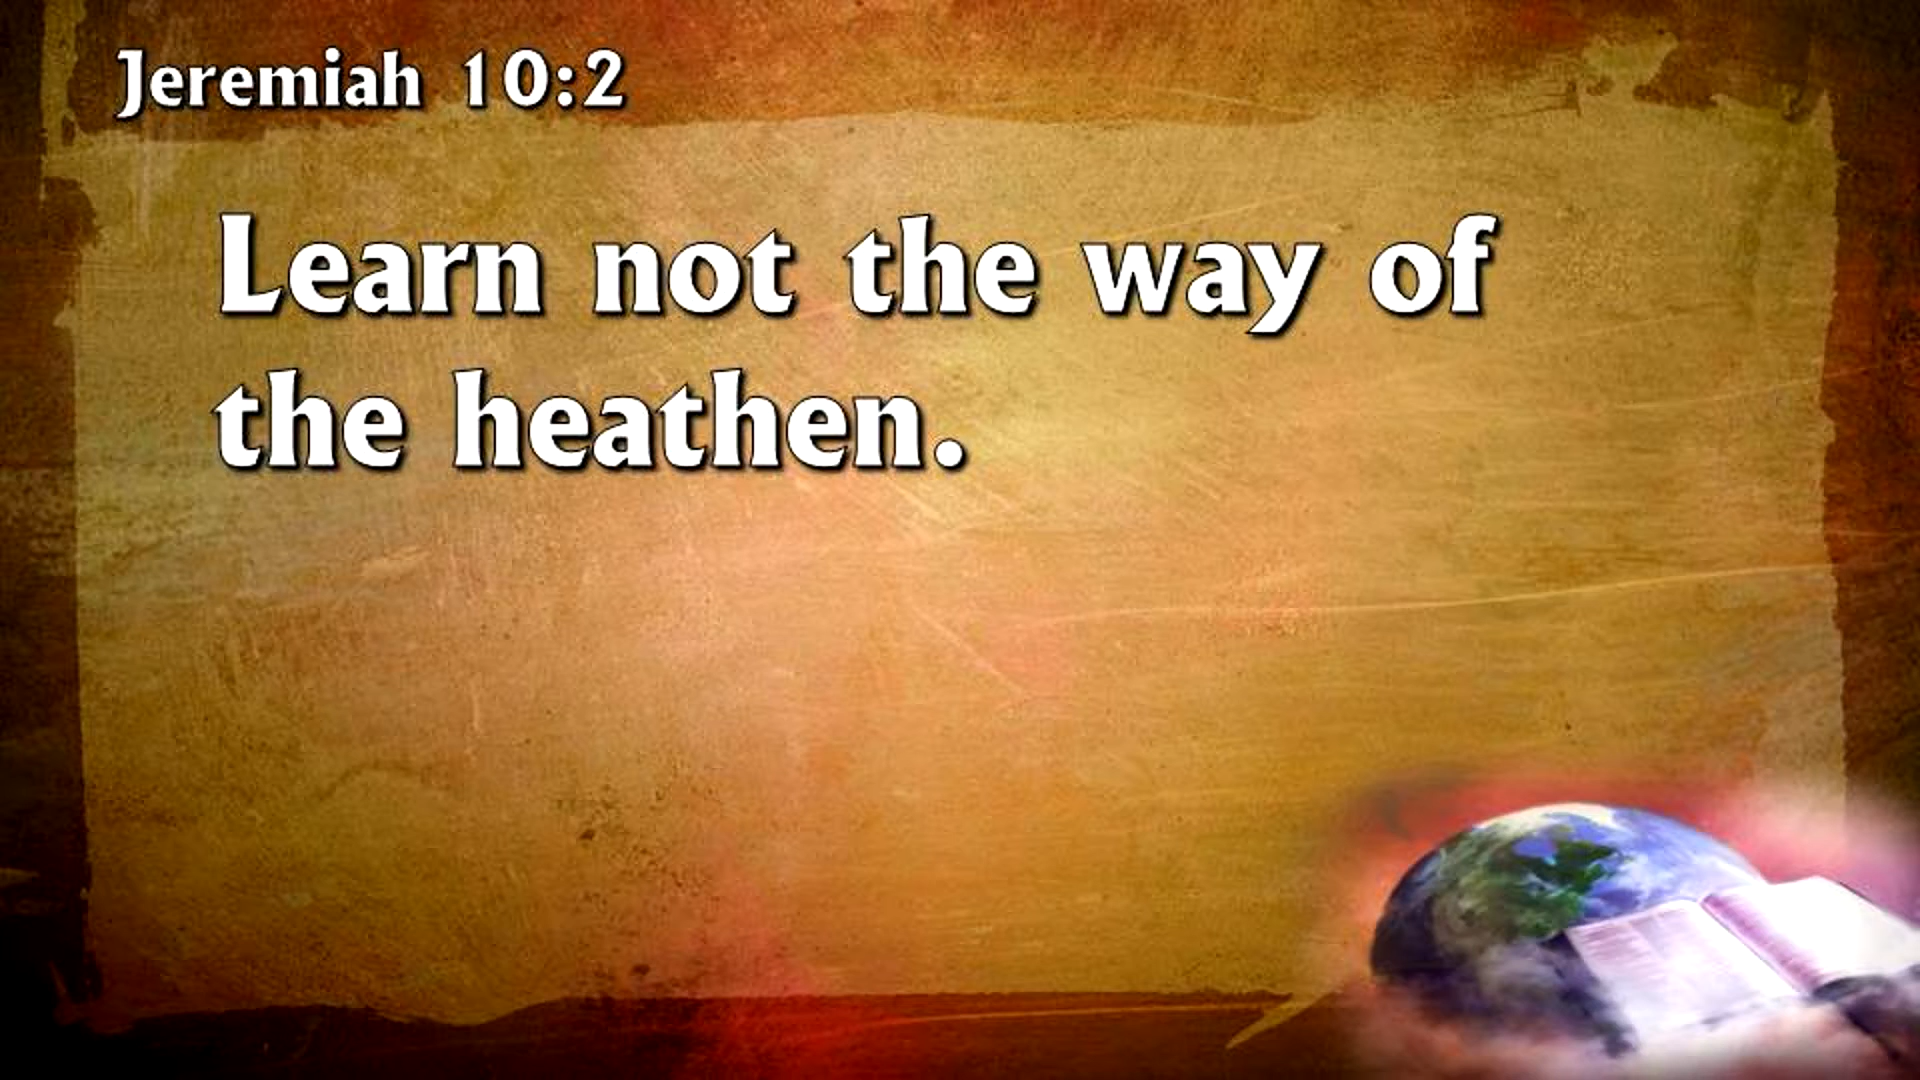 Jeremiah 10:2
Learn not the way of
the heathen.